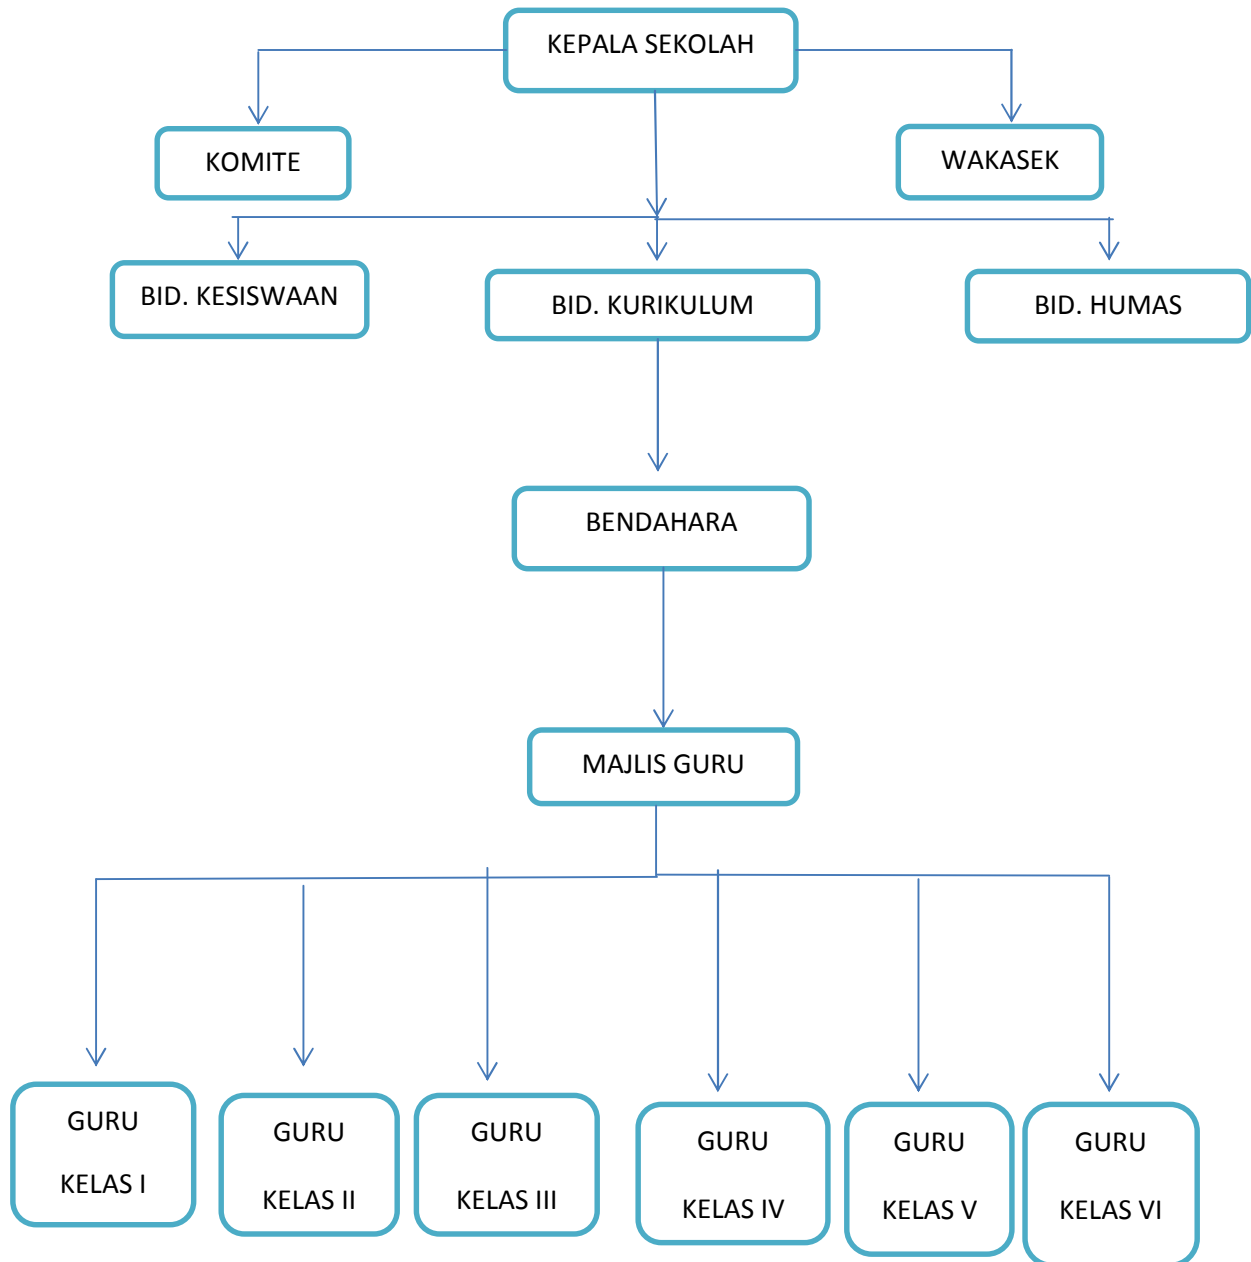 KEPALA SEKOLAH
KOMITE
WAKASEK
BID. KESISWAAN
BID. KURIKULUM
BID. HUMAS
BENDAHARA
MAJLIS GURU
GURU
KELAS I
GURU
KELAS II
GURU
KELAS III
GURU
KELAS IV
GURU
KELAS V
GURU
KELAS VI